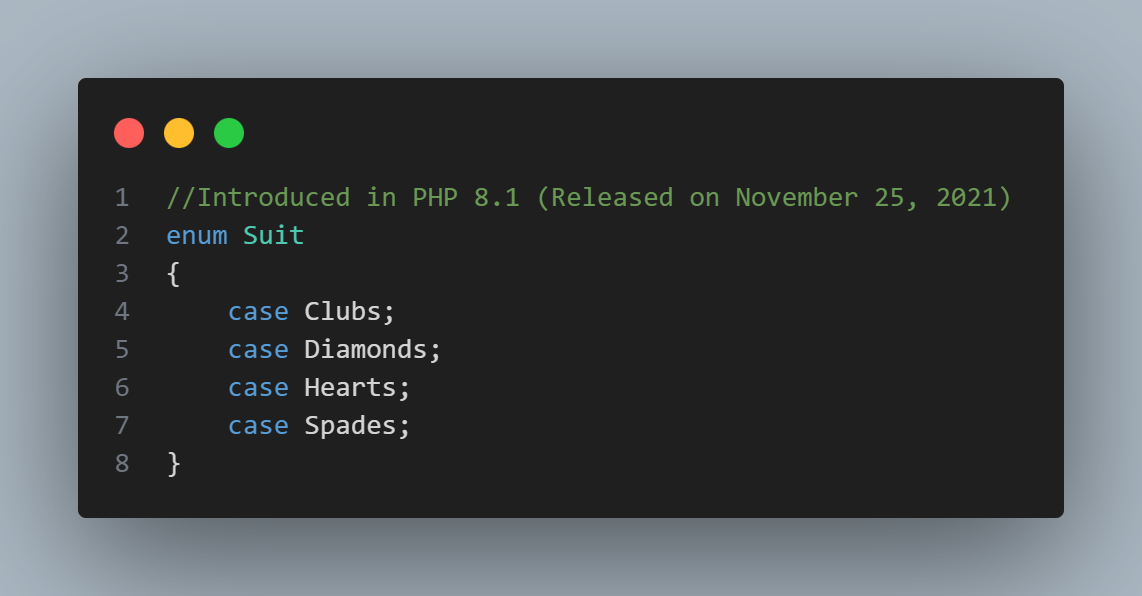 1 //Introduced in PHP 8.1 (Released on November 25, 2021)
2 enum Suit
3 {
4     case Clubs;
5     case Diamonds;
6     case Hearts;
7     case Spades;
8 }